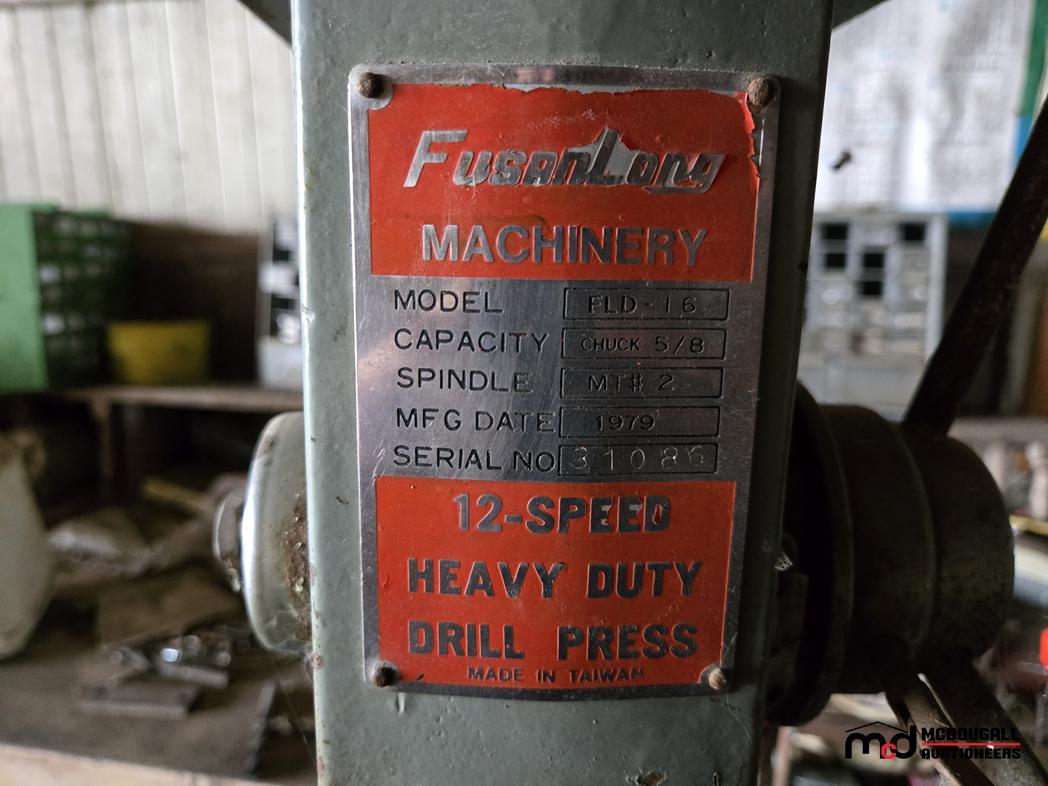 FusanLong
MACHINERY
MODEL FLD-16
CAPACITY CHUCK 5/8
SPINDLE MT# 2
MFG DATE 1979
SERIAL NO 31086
12-SPEED
HEAVY DUTY
DRILL PRESS
MADE IN TAIWAN
mcd MCDOUGALL
AUCTIONEERS